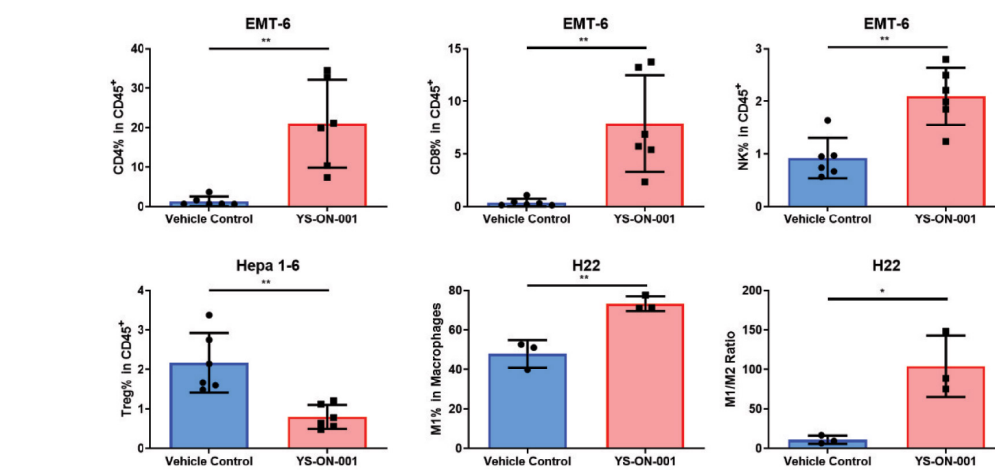 EMT-6
**
CD4% in CD45+
40
30
20
10
0
Vehicle Control YS-ON-001
EMT-6
**
CD8% in CD45+
15
10
5
0
Vehicle Control YS-ON-001
EMT-6
**
NK% in CD45+
3
2
1
0
Vehicle Control YS-ON-001
Hepa 1-6
**
Treg% in CD45+
4
3
2
1
0
Vehicle Control YS-ON-001
H22
**
M1% in Macrophages
80
60
40
20
0
Vehicle Control YS-ON-001
H22
*
M1/M2 Ratio
200
150
100
50
0
Vehicle Control YS-ON-001